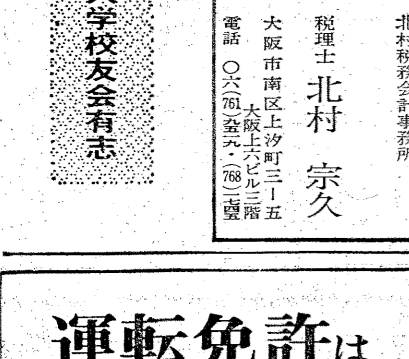 北村税務会計事務所
税理士 北村 宗久
大阪市南区上汐町三ー五
大阪上六ビル三階
電話 〇六(761)
学校友会有志
運転免許は